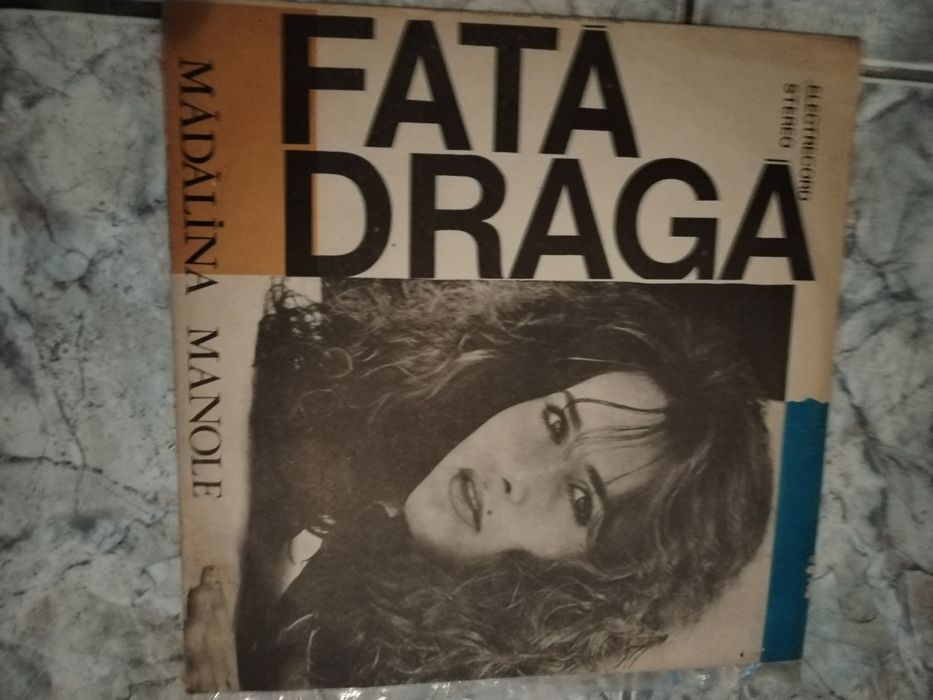 FATĂ
DRAGĂ
MĂDĂLINA MANOLE
ELECTRECORD
STEREO